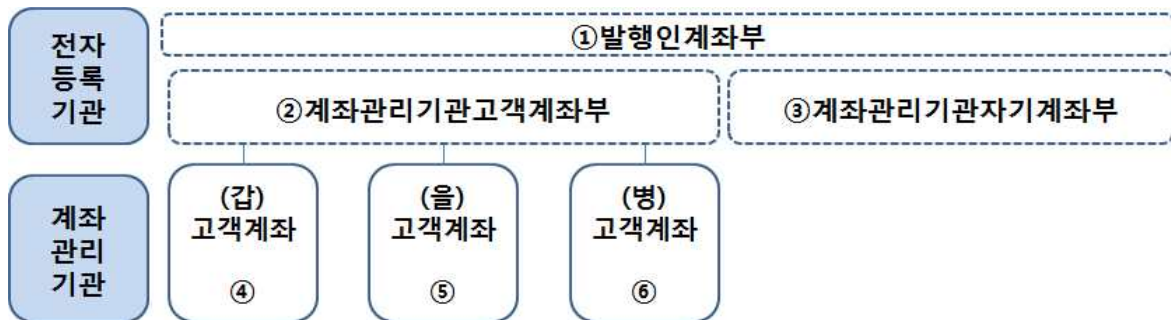 전자
등록
기관
①발행인계좌부
②계좌관리기관고객계좌부
③계좌관리기관자기계좌부
계좌
관리
기관
(갑)
고객계좌
④
(을)
고객계좌
⑤
(병)
고객계좌
⑥